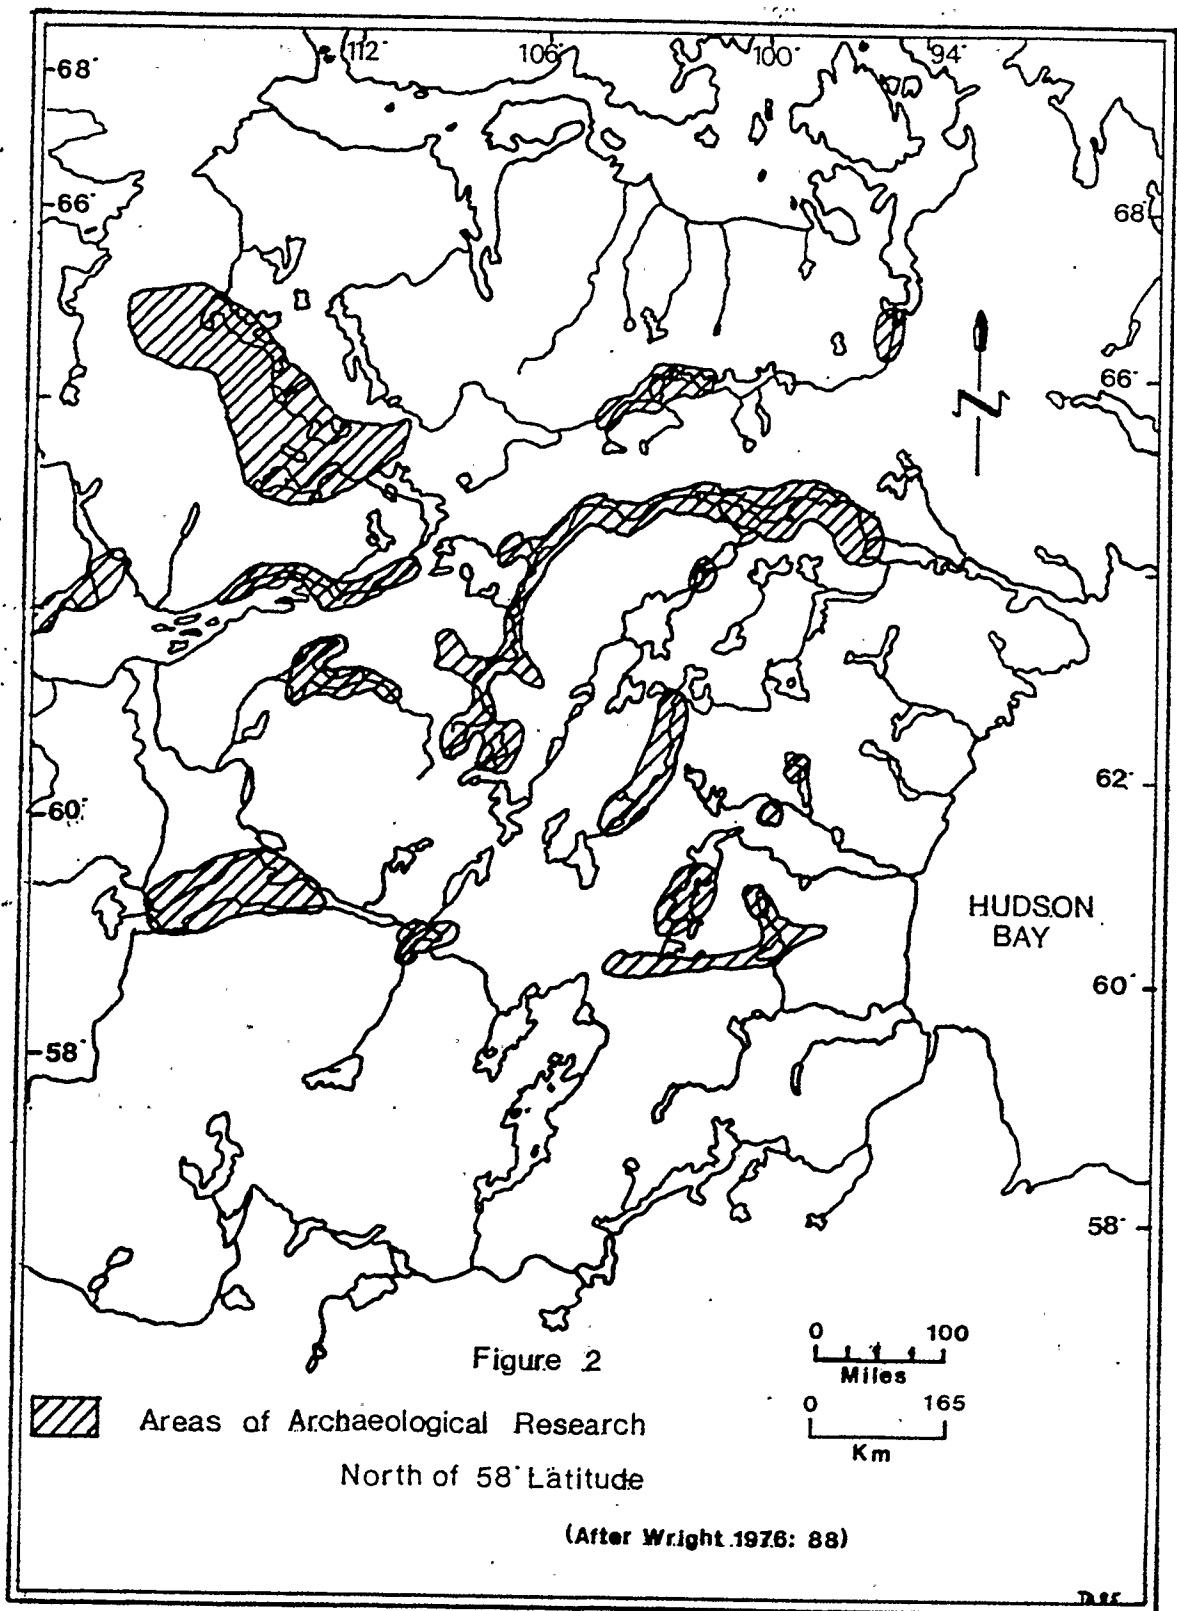 112° 106° 100° 94°
68°
66°
68°
66°
62°
60°
HUDSON
BAY
60°
58°
58°
0 100
Miles
Figure 2
0 165
Km
Areas of Archaeological Research
North of 58° Latitude
(After Wright 1976: 88)